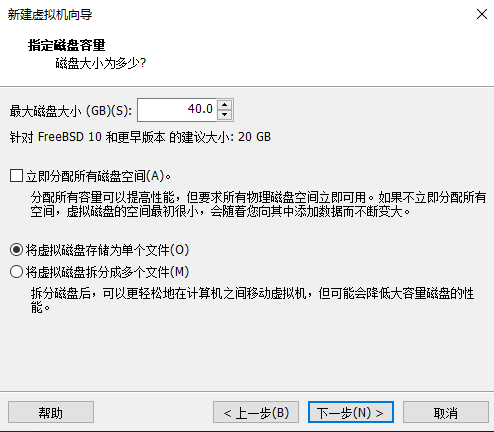 新建虚拟机向导
指定磁盘容量
磁盘大小为多少?
最大磁盘大小 (GB)(S): 40.0
针对 FreeBSD 10 和更早版本 的建议大小: 20 GB
立即分配所有磁盘空间(A)。
分配所有容量可以提高性能，但要求所有物理磁盘空间立即可用。如果不立即分配所有
空间，虚拟磁盘的空间最初很小，会随着您向其中添加数据而不断变大。
将虚拟磁盘存储为单个文件(O)
将虚拟磁盘拆分成多个文件(M)
拆分磁盘后，可以更轻松地在计算机之间移动虚拟机，但可能会降低大容量磁盘的性
能。
帮助 < 上一步(B) 下一步(N) > 取消